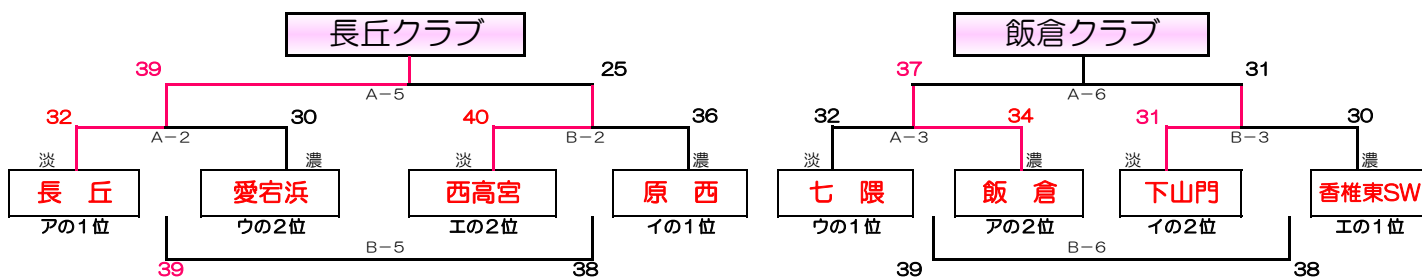 長丘クラブ 飯倉クラブ
39 25 37 31
A-5 A-6
32 30 40 36 32 34 31 30
A-2 B-2 A-3 B-3
淡 濃 淡 濃 淡 濃 淡 濃
長 丘 愛宕浜 西高宮 原 西 七 隈 飯 倉 下山門 香椎東SW
アの1位 ウの2位 エの2位 イの1位 ウの1位 アの2位 イの2位 エの1位
B-5 B-6
39 38 39 38